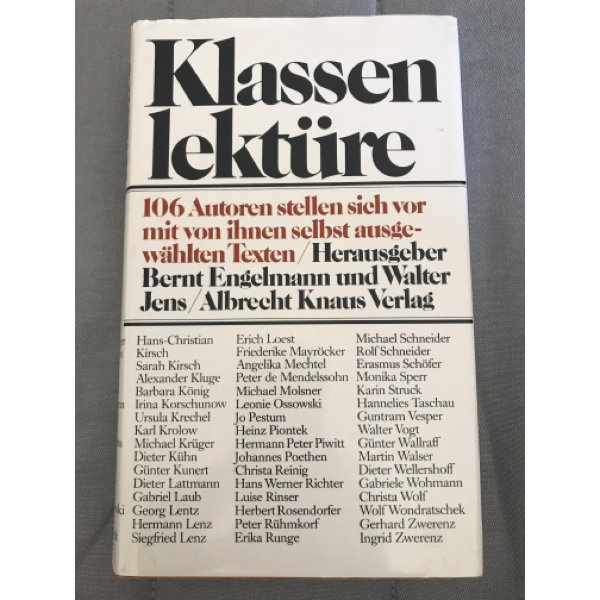 Klassen
lektüre
106 Autoren stellen sich vor
mit von ihnen selbst ausge-
wählten Texten / Herausgeber
Bernt Engelmann und Walter
Jens / Albrecht Knaus Verlag
Hans-Christian
Kirsch
Sarah Kirsch
Alexander Kluge
Barbara König
Irina Korschunow
Ursula Krechel
Karl Krolow
Michael Krüger
Dieter Kühn
Günter Kunert
Dieter Lattmann
Gabriel Laub
Georg Lentz
Hermann Lenz
Siegfried Lenz
Erich Loest
Friederike Mayröcker
Angelika Mechtel
Peter de Mendelssohn
Michael Molsner
Leonie Ossowski
Jo Pestum
Heinz Piontek
Hermann Peter Piwitt
Johannes Poethen
Christa Reinig
Hans Werner Richter
Luise Rinser
Herbert Rosendorfer
Peter Rühmkorf
Erika Runge
Michael Schneider
Rolf Schneider
Erasmus Schöfer
Monika Sperr
Karin Struck
Hannelies Taschau
Guntram Vesper
Walter Vogt
Günter Wallraff
Martin Walser
Dieter Wellershoff
Gabriele Wohmann
Christa Wolf
Wolf Wondratschek
Gerhard Zwerenz
Ingrid Zwerenz